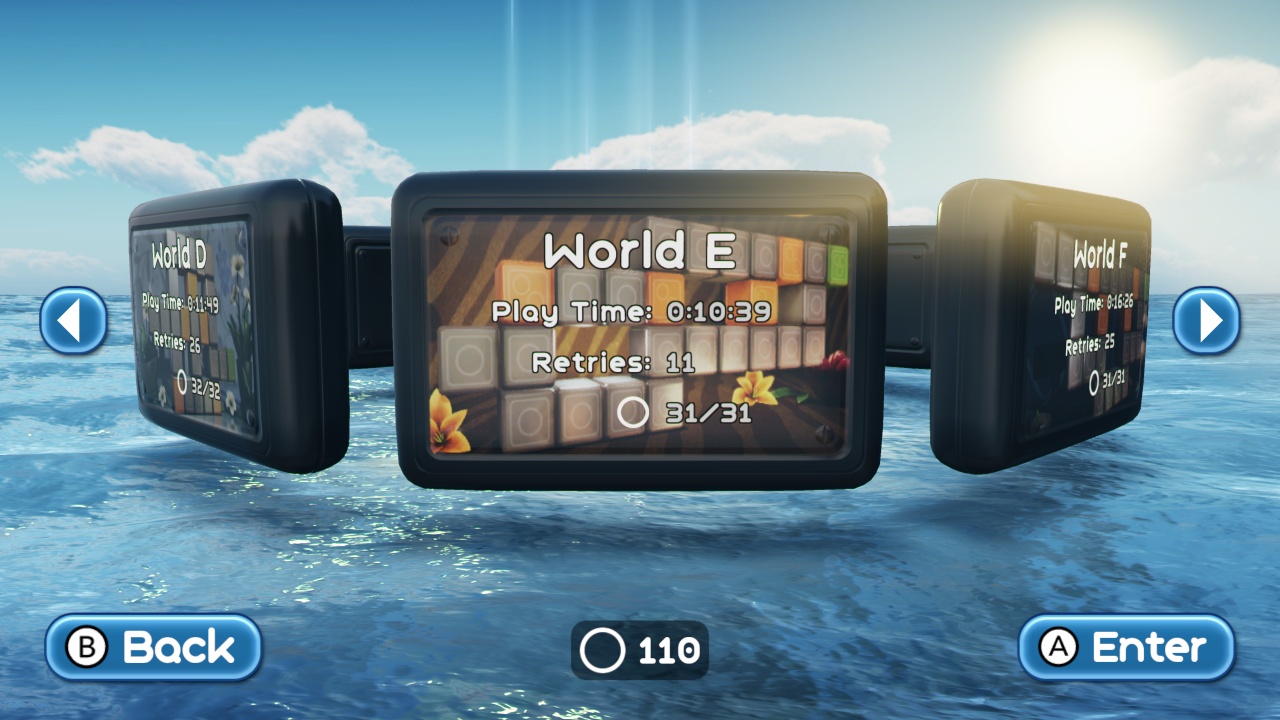 World D
Play Time: 0:11:49
Retries: 26
32/32
World E
Play Time: 0:10:39
Retries: 11
31/31
World F
Play Time: 0:16:26
Retries: 25
31/31
B Back
110
A Enter